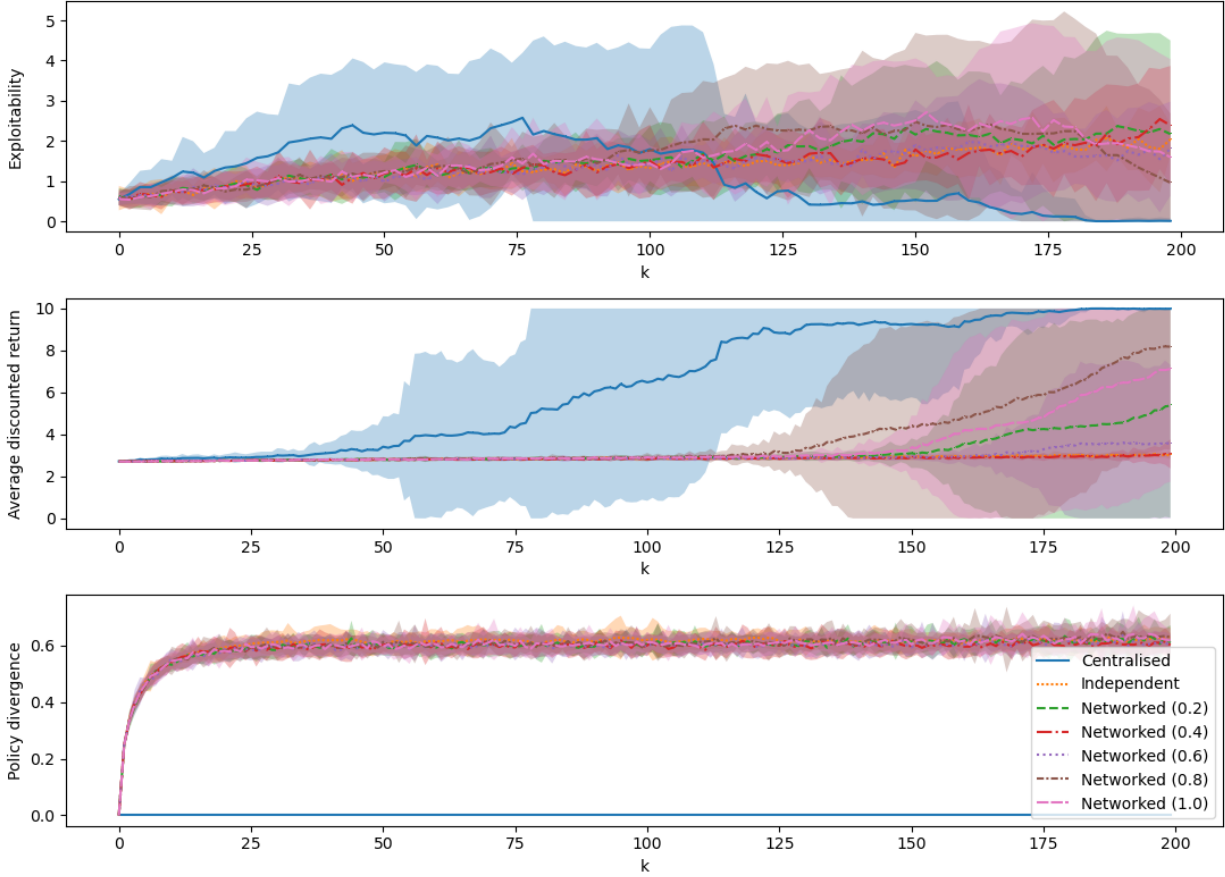 Exploitability
5
4
3
2
1
0
0 25 50 75 100 125 150 175 200
k
Average discounted return
10
8
6
4
2
0
0 25 50 75 100 125 150 175 200
k
Policy divergence
0.6
0.4
0.2
0.0
Centralised
Independent
Networked (0.2)
Networked (0.4)
Networked (0.6)
Networked (0.8)
Networked (1.0)
0 25 50 75 100 125 150 175 200
k